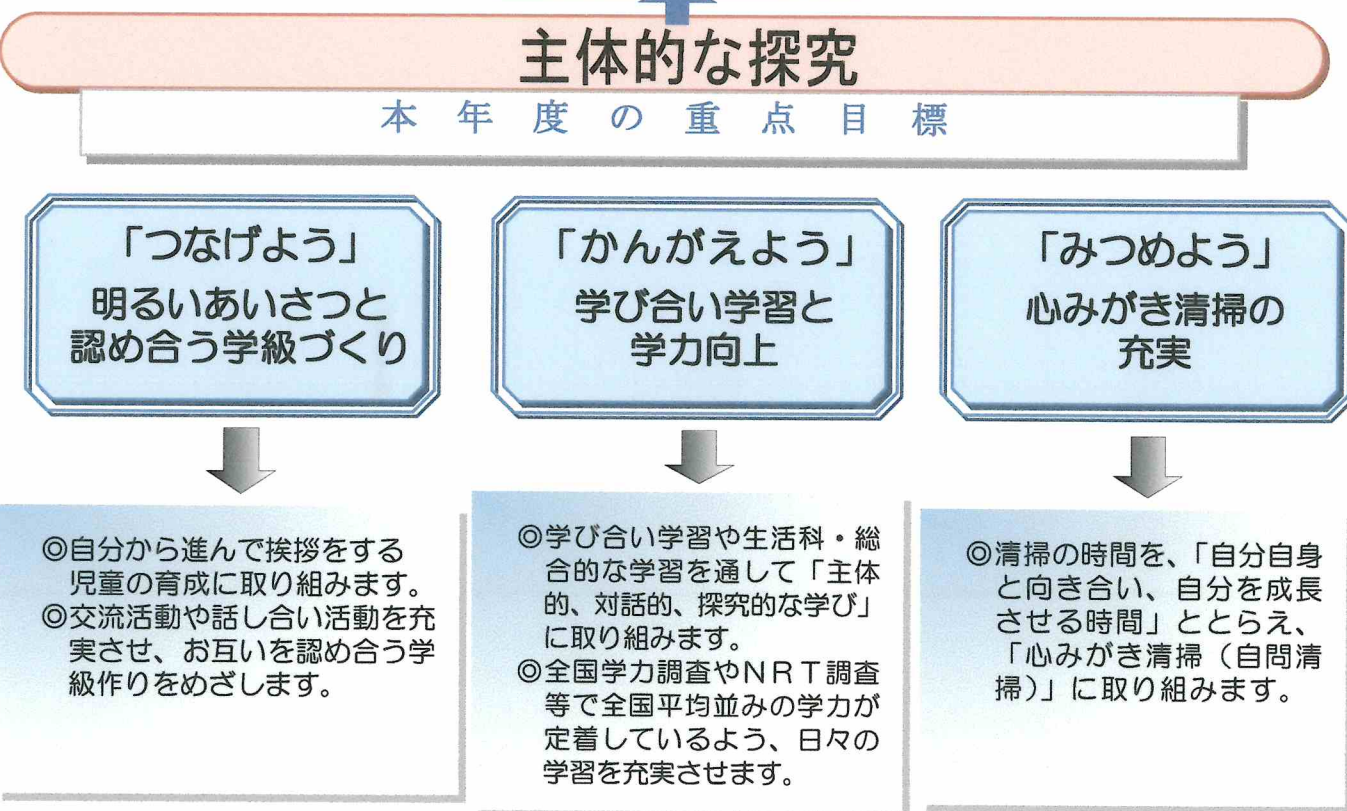 主体的な探究
本年度の重点目標
「つなげよう」
明るいあいさつと
認め合う学級づくり
「かんがえよう」
学び合い学習と
学力向上
「みつめよう」
心みがき清掃の
充実
◎自分から進んで挨拶をする
児童の育成に取り組みます。
◎交流活動や話し合い活動を充
実させ、お互いを認め合う学
級作りをめざします。
◎学び合い学習や生活科・総
合的な学習を通して「主体
的、対話的、探究的な学び」
に取り組みます。
◎全国学力調査やNRT調査
等で全国平均並みの学力が
定着しているよう、日々の
学習を充実させます。
◎清掃の時間を、「自分自身
と向き合い、自分を成長
させる時間」ととらえ、
「心みがき清掃（自問清
掃）」に取り組みます。